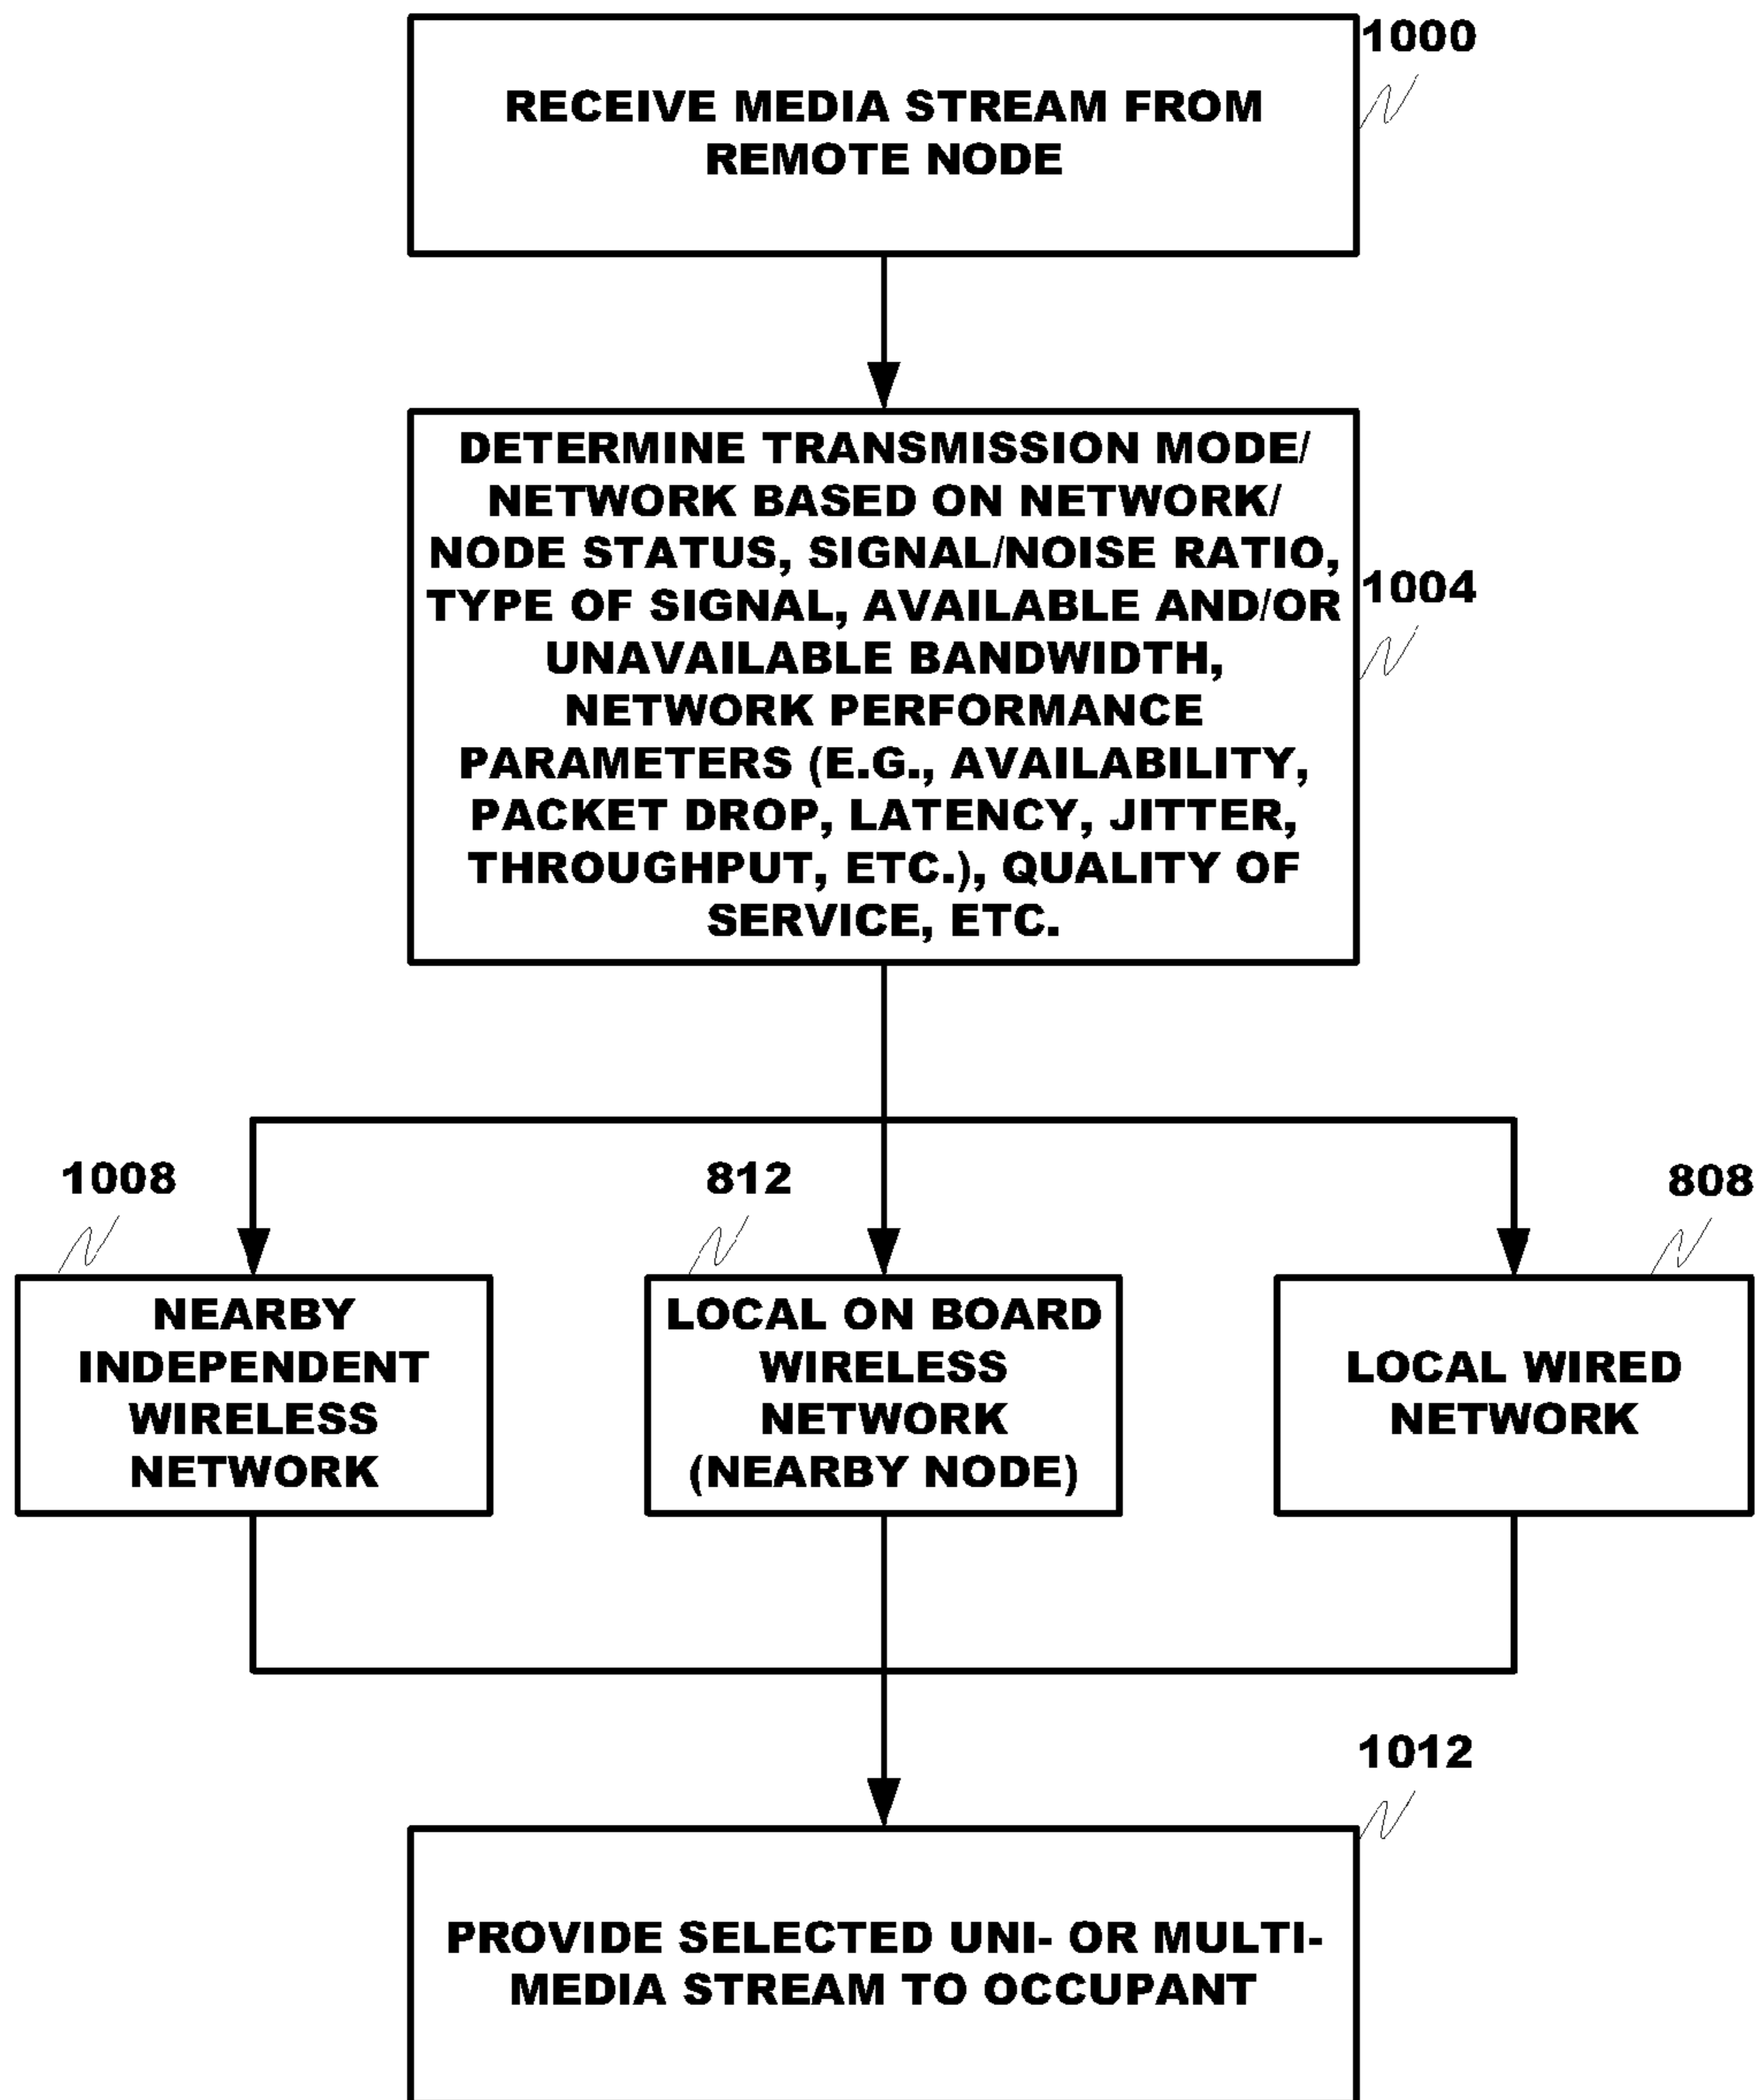 1000
RECEIVE MEDIA STREAM FROM
REMOTE NODE
DETERMINE TRANSMISSION MODE/
NETWORK BASED ON NETWORK/
NODE STATUS, SIGNAL/NOISE RATIO,
TYPE OF SIGNAL, AVAILABLE AND/OR
UNAVAILABLE BANDWIDTH,
NETWORK PERFORMANCE
PARAMETERS (E.G., AVAILABILITY,
PACKET DROP, LATENCY, JITTER,
THROUGHPUT, ETC.), QUALITY OF
SERVICE, ETC.
1004
1008
NEARBY
INDEPENDENT
WIRELESS
NETWORK
812
LOCAL ON BOARD
WIRELESS
NETWORK
(NEARBY NODE)
808
LOCAL WIRED
NETWORK
1012
PROVIDE SELECTED UNI- OR MULTI-
MEDIA STREAM TO OCCUPANT